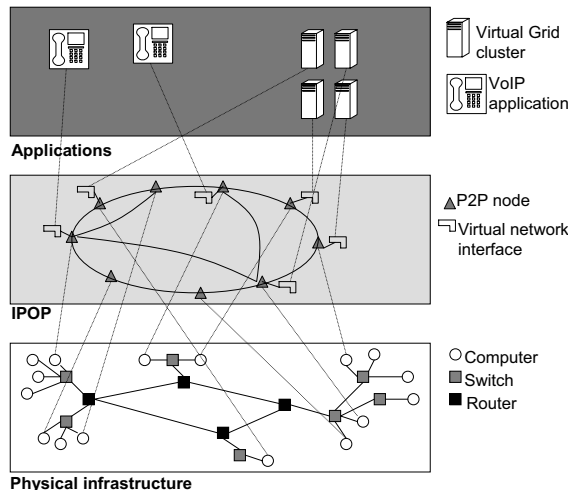 Virtual Grid
cluster
VoIP
application
Applications
P2P node
Virtual network
interface
IPOP
Computer
Switch
Router
Physical infrastructure